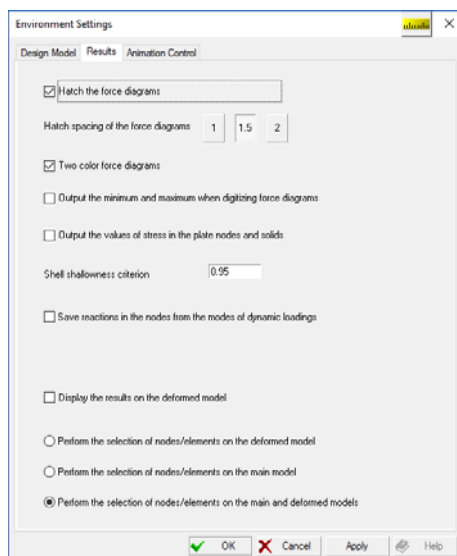 Environment Settings
Design Model Results Animation Control
Hatch the force diagrams
Hatch spacing of the force diagrams 1 1.5 2
Two color force diagrams
Output the minimum and maximum when digitizing force diagrams
Output the values of stress in the plate nodes and solids
Shell shallowness criterion 0.95
Save reactions in the nodes from the modes of dynamic loadings
Display the results on the deformed model
Perform the selection of nodes/elements on the deformed model
Perform the selection of nodes/elements on the main model
Perform the selection of nodes/elements on the main and deformed models
OK Cancel Apply Help